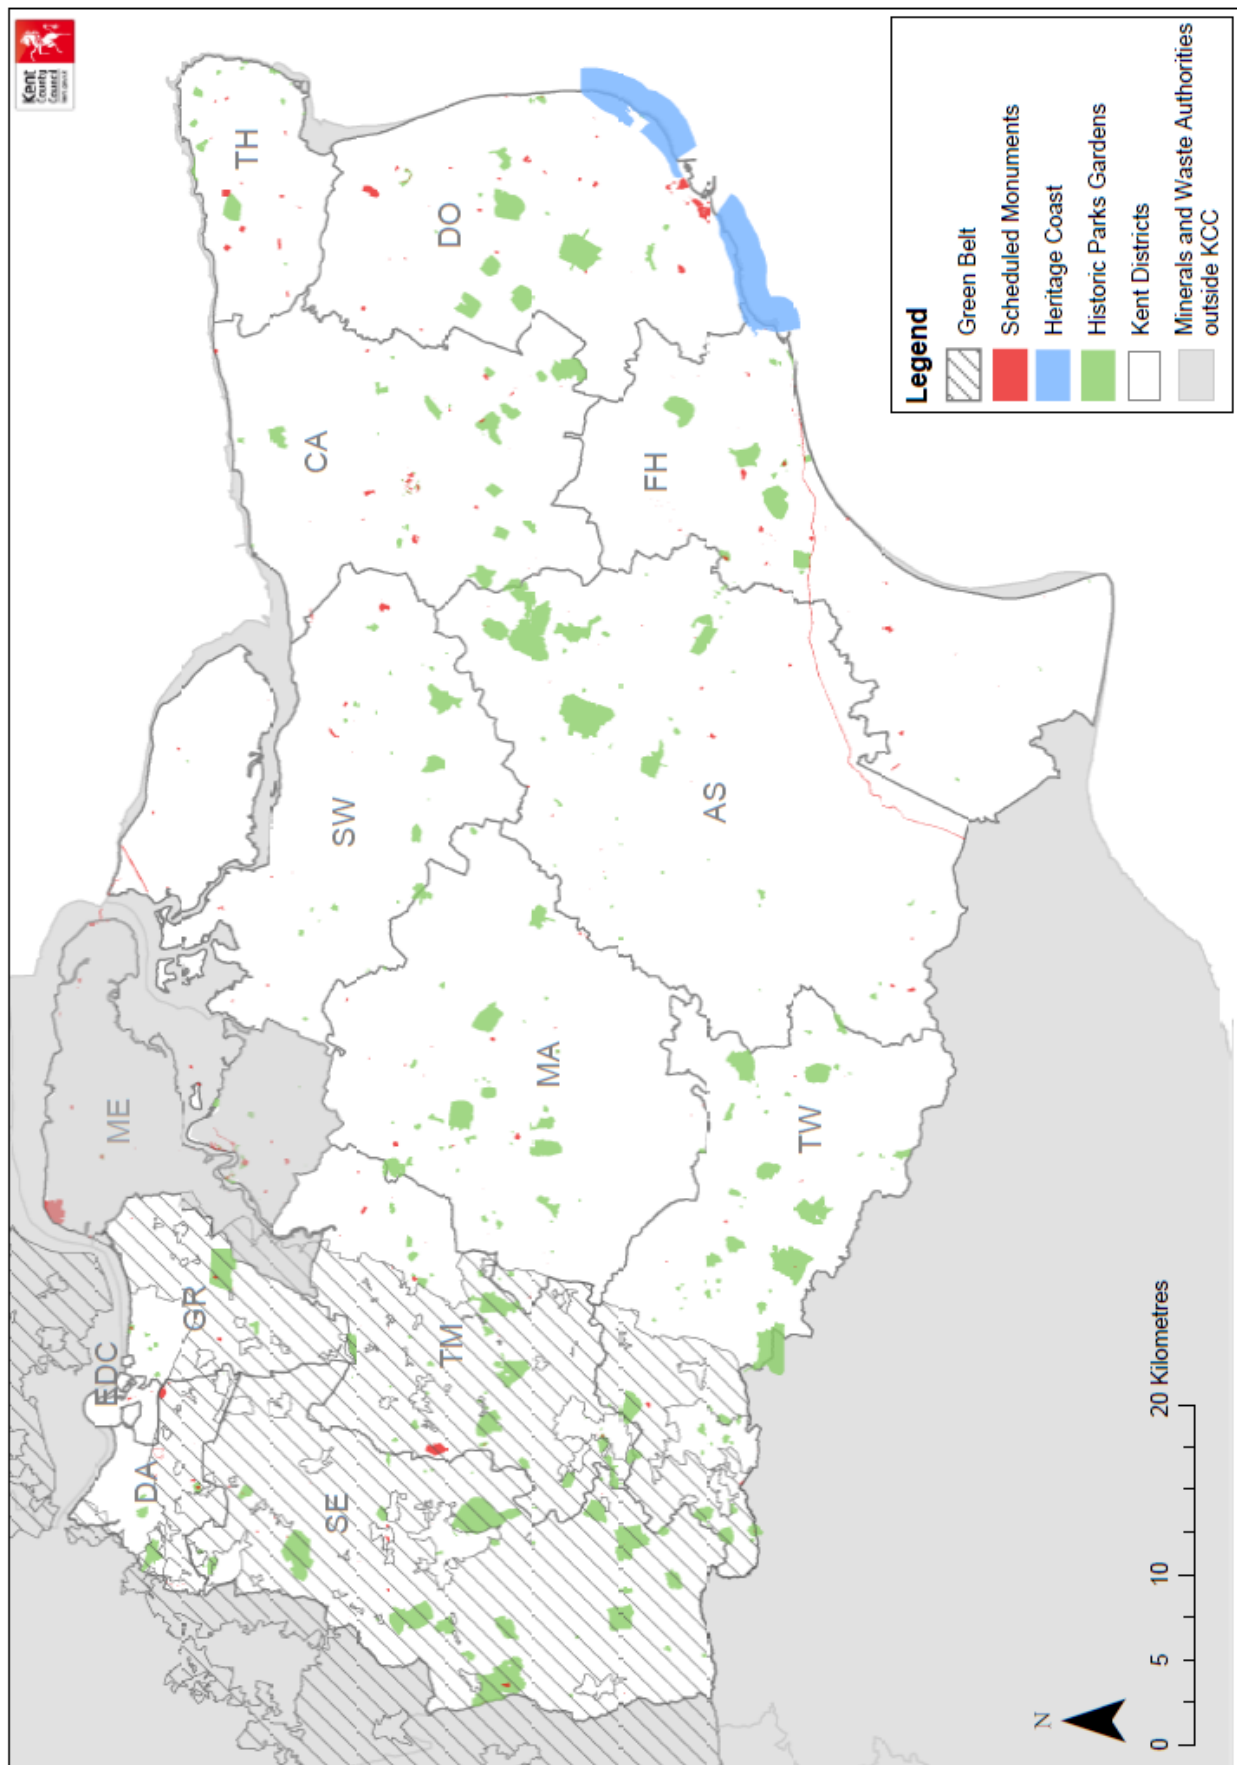 Kent
County
Council
TH
DO
CA
FH
SW
AS
ME
MA
TW
EDC
GR
TM
DA
SE
Legend
Green Belt
Scheduled Monuments
Heritage Coast
Historic Parks Gardens
Kent Districts
Minerals and Waste Authorities
outside KCC
N
0 5 10 20 Kilometres